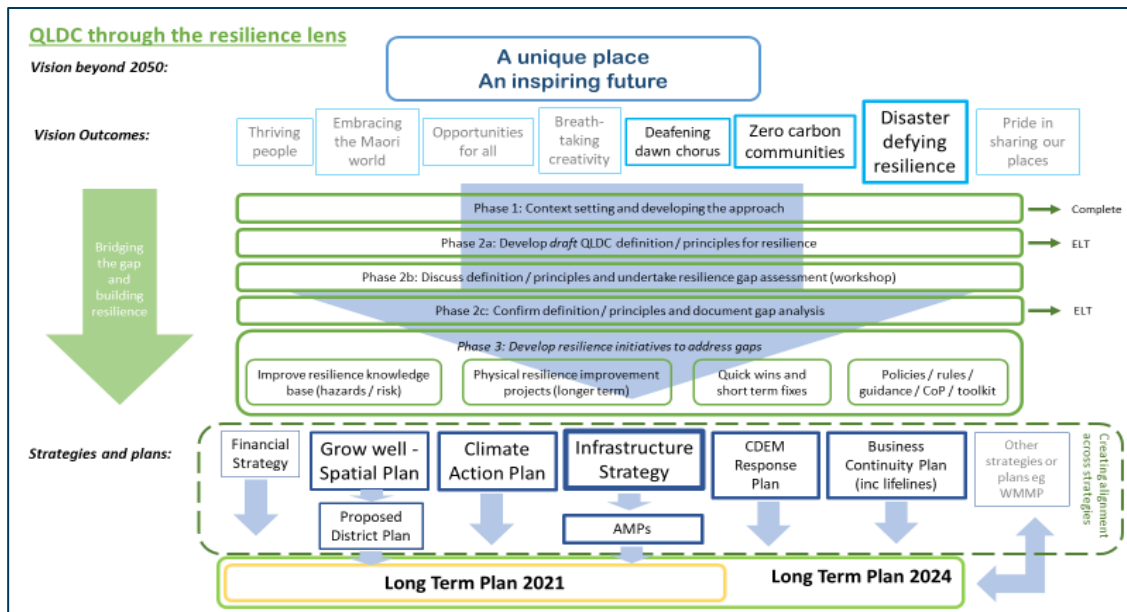 QLDC through the resilience lens
Vision beyond 2050:
A unique place
An inspiring future
Vision Outcomes:
Thriving
people
Embracing
the Maori
world
Opportunities
for all
Breath-
taking
creativity
Deafening
dawn chorus
Zero carbon
communities
Disaster
defying
resilience
Pride in
sharing our
places
Bridging
the gap
and
building
resilience
Phase 1: Context setting and developing the approach
Complete
Phase 2a: Develop draft QLDC definition / principles for resilience
ELT
Phase 2b: Discuss definition / principles and undertake resilience gap assessment (workshop)
Phase 2c: Confirm definition / principles and document gap analysis
ELT
Phase 3: Develop resilience initiatives to address gaps
Improve resilience knowledge
base (hazards / risk)
Physical resilience improvement
projects (longer term)
Quick wins and
short term fixes
Policies / rules /
guidance / CoP / toolkit
Strategies and plans:
Financial
Strategy
Grow well -
Spatial Plan
Climate
Action Plan
Infrastructure
Strategy
CDEM
Response
Plan
Business
Continuity Plan
(inc lifelines)
Other
strategies or
plans eg
WMMP
Creating alignment
across strategies
Proposed
District Plan
AMPs
Long Term Plan 2021
Long Term Plan 2024